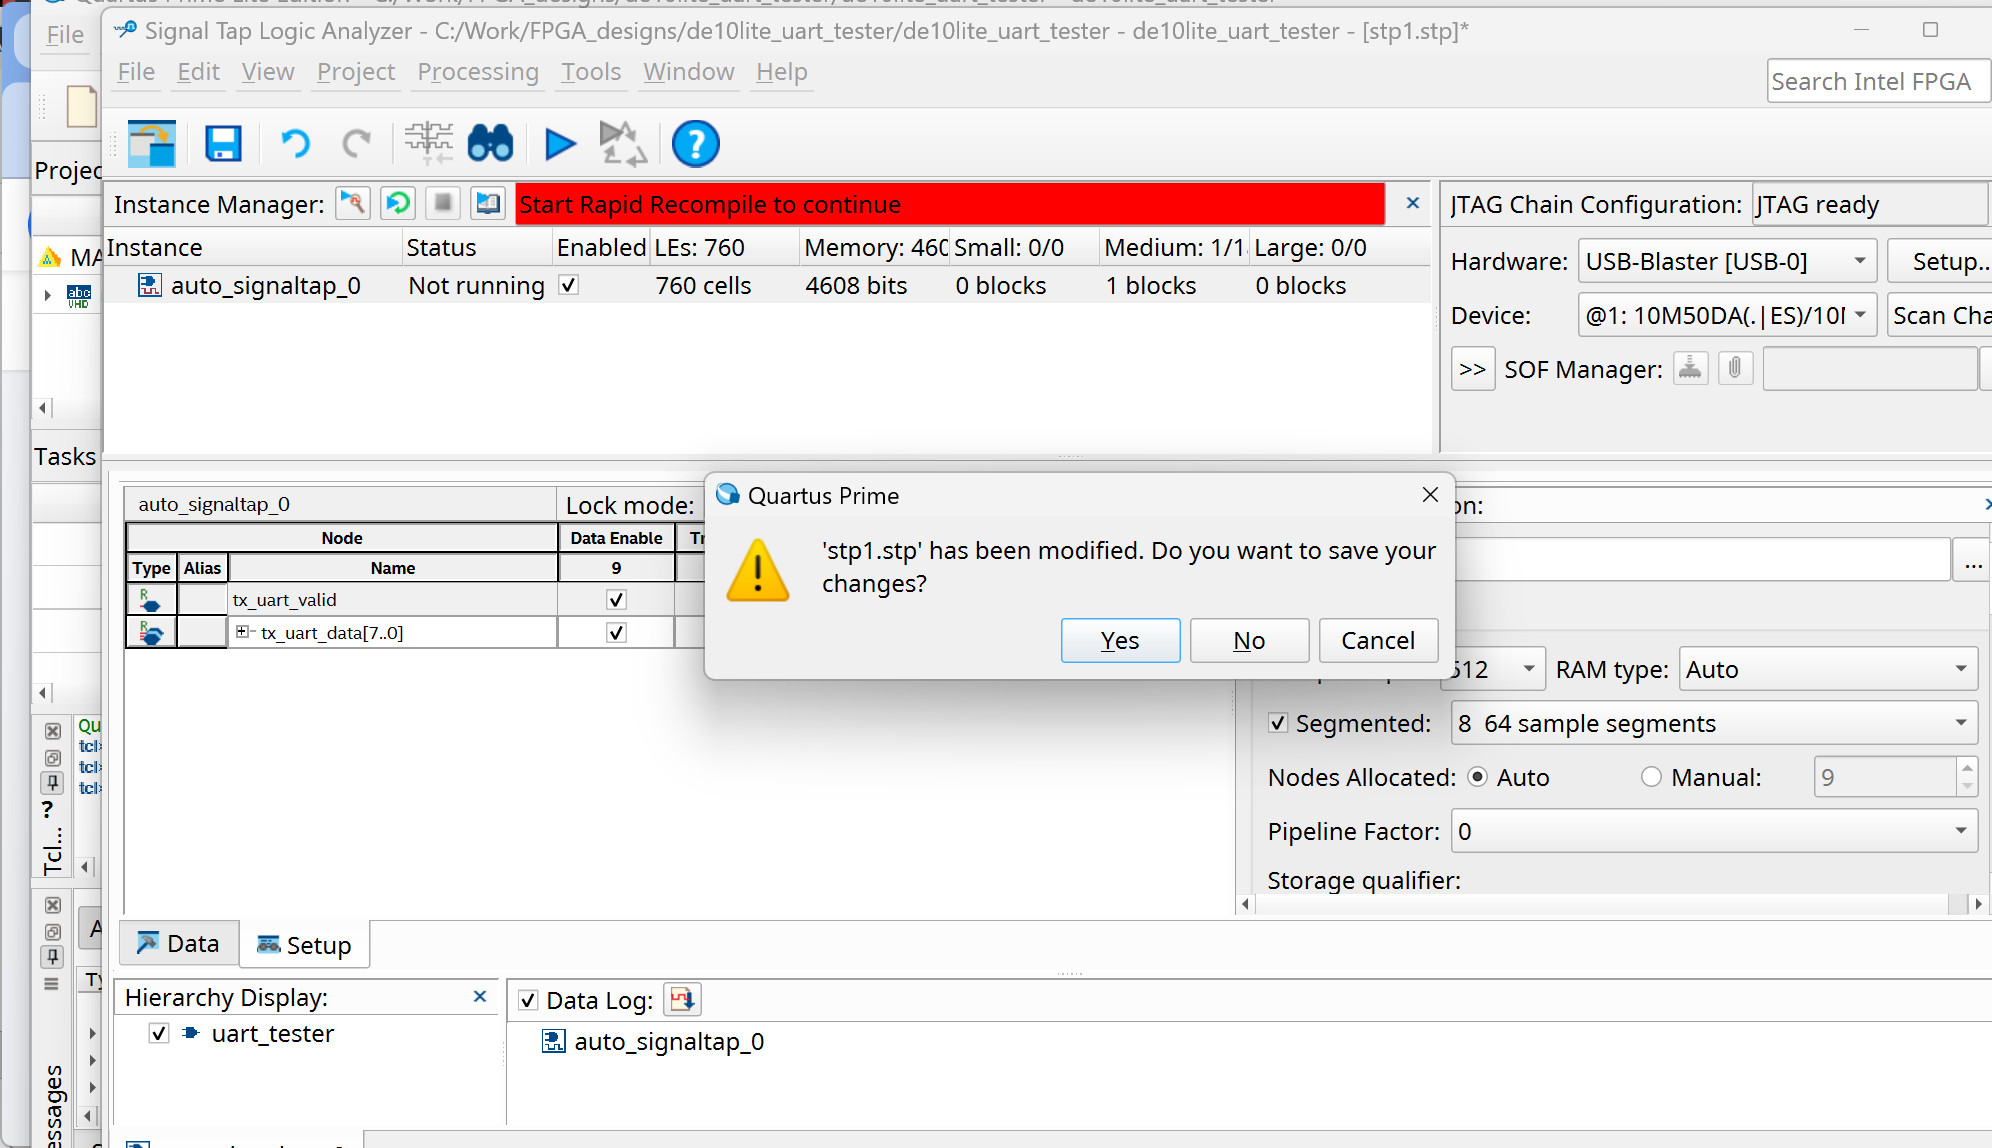 File
Signal Tap Logic Analyzer - C:/Work/FPGA_designs/de10lite_uart_tester/de10lite_uart_tester - de10lite_uart_tester - [stp1.stp]*
File Edit View Project Processing Tools Window Help
Search Intel FPGA
Projec
Instance Manager: Start Rapid Recompile to continue
JTAG Chain Configuration: JTAG ready
Instance Status Enabled LEs: 760 Memory: 460 Small: 0/0 Medium: 1/1 Large: 0/0
auto_signaltap_0 Not running 760 cells 4608 bits 0 blocks 1 blocks 0 blocks
MA
abc
VHD
Hardware: USB-Blaster [USB-0] Setup..
Device: @1: 10M50DA(.|ES)/10 Scan Cha
>> SOF Manager:
Tasks
auto_signaltap_0 Lock mode:
Node Data Enable Tr
Type Alias Name 9
tx_uart_valid
tx_uart_data[7..0]
Quartus Prime
'stp1.stp' has been modified. Do you want to save your
changes?
Yes No Cancel
on:
...
512 RAM type: Auto
Segmented: 8 64 sample segments
Nodes Allocated: Auto Manual: 9
Pipeline Factor: 0
Storage qualifier:
Qu
tcl>
tcl>
tcl>
? Tcl...
Data Setup
A
Ty
Hierarchy Display:
uart_tester
Data Log:
auto_signaltap_0
essages